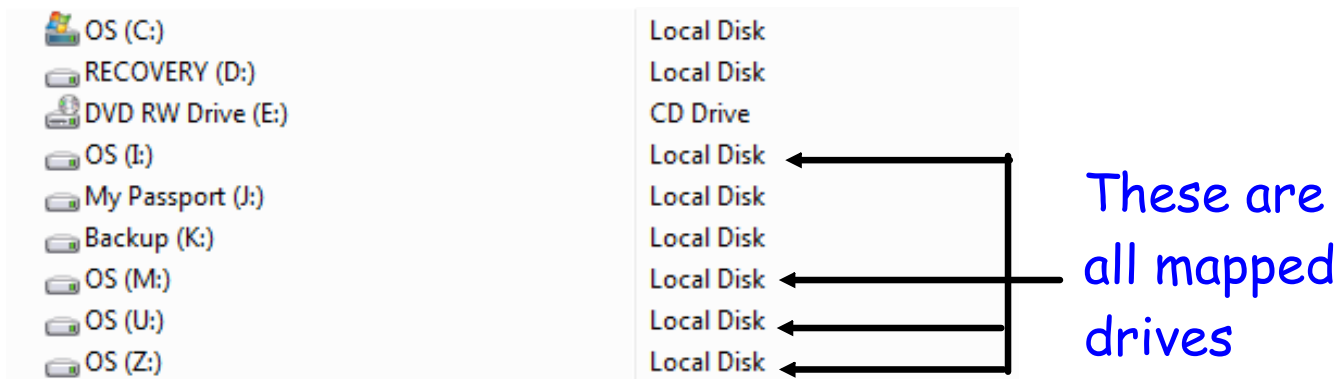 OS (C:) Local Disk
RECOVERY (D:) Local Disk
DVD RW Drive (E:) CD Drive
OS (I:) Local Disk
My Passport (J:) Local Disk
Backup (K:) Local Disk
OS (M:) Local Disk
OS (U:) Local Disk
OS (Z:) Local Disk
These are
all mapped
drives